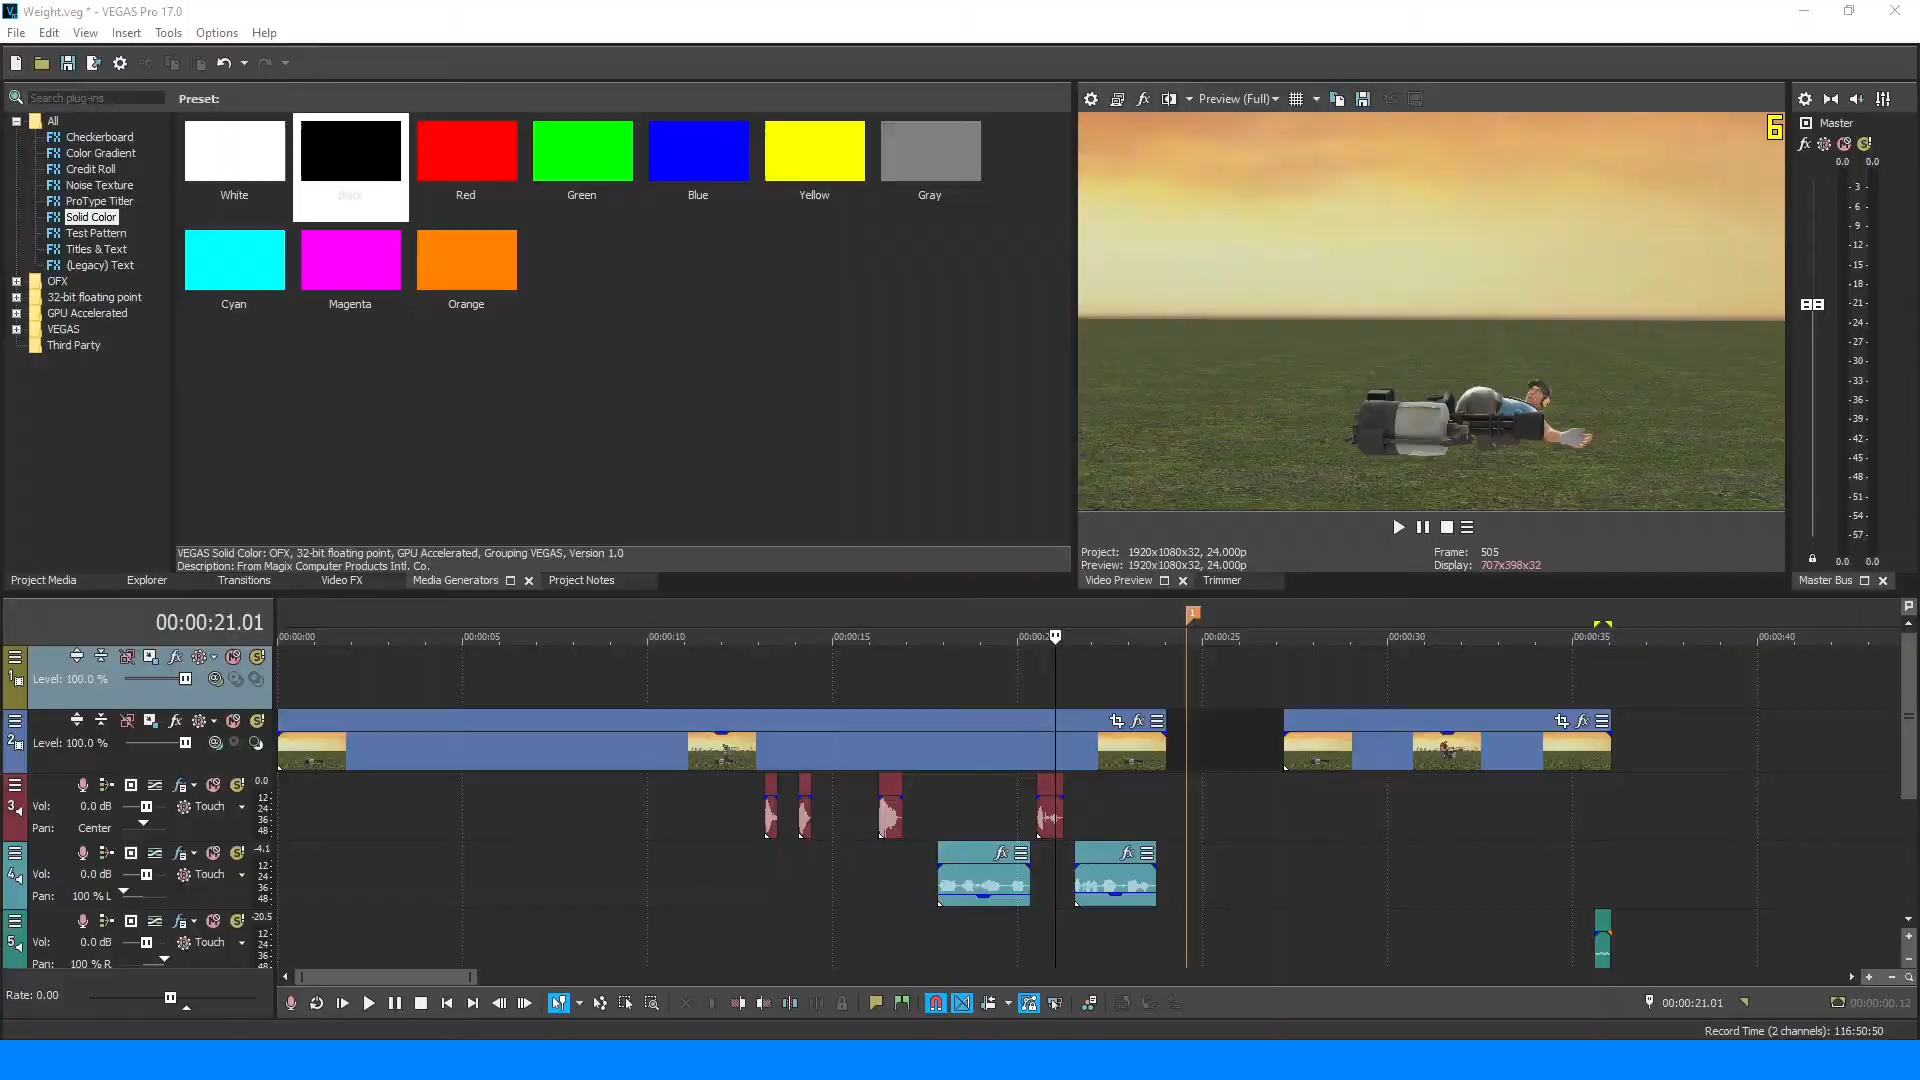 Weight.veg * - VEGAS Pro 17.0
File Edit View Insert Tools Options Help
Search plug-ins
Preset:
All
Checkerboard
Color Gradient
Credit Roll
Noise Texture
ProType Titler
Solid Color
Test Pattern
Titles & Text
(Legacy) Text
OFX
32-bit floating point
GPU Accelerated
VEGAS
Third Party
White Black Red Green Blue Yellow Gray
Cyan Magenta Orange
VEGAS Solid Color: OFX, 32-bit floating point, GPU Accelerated, Grouping VEGAS, Version 1.0
Description: From Magix Computer Products Intl. Co.
Project Media Explorer Transitions Video FX Media Generators Project Notes
Preview (Full)
6
Project: 1920x1080x32, 24.000p Frame: 505
Preview: 1920x1080x32, 24.000p Display: 707x398x32
Video Preview Trimmer
Master
0.0 0.0
- 3 -
- 6 -
- 9 -
- 12 -
- 15 -
- 18 -
- 21 -
- 24 -
- 27 -
- 30 -
- 33 -
- 36 -
- 39 -
- 42 -
- 45 -
- 48 -
- 51 -
- 54 -
- 57 -
0.0 0.0
Master Bus
00:00:21.01
1
00:00:00 00:00:05 00:00:10 00:00:15 00:00:2 00:00:25 00:00:30 00:00:35 00:00:40
1
Level: 100.0 %
2
Level: 100.0 %
3
Vol: 0.0 dB Touch
Pan: Center
0.0
12-
24-
36-
48-
4
Vol: 0.0 dB Touch
Pan: 100 % L
-4.1
12-
24-
36-
48-
5
Vol: 0.0 dB Touch
Pan: 100 % R
-20.5
12-
24-
36-
48-
Rate: 0.00
00:00:21.01 00:00:00.12
Record Time (2 channels): 116:50:50